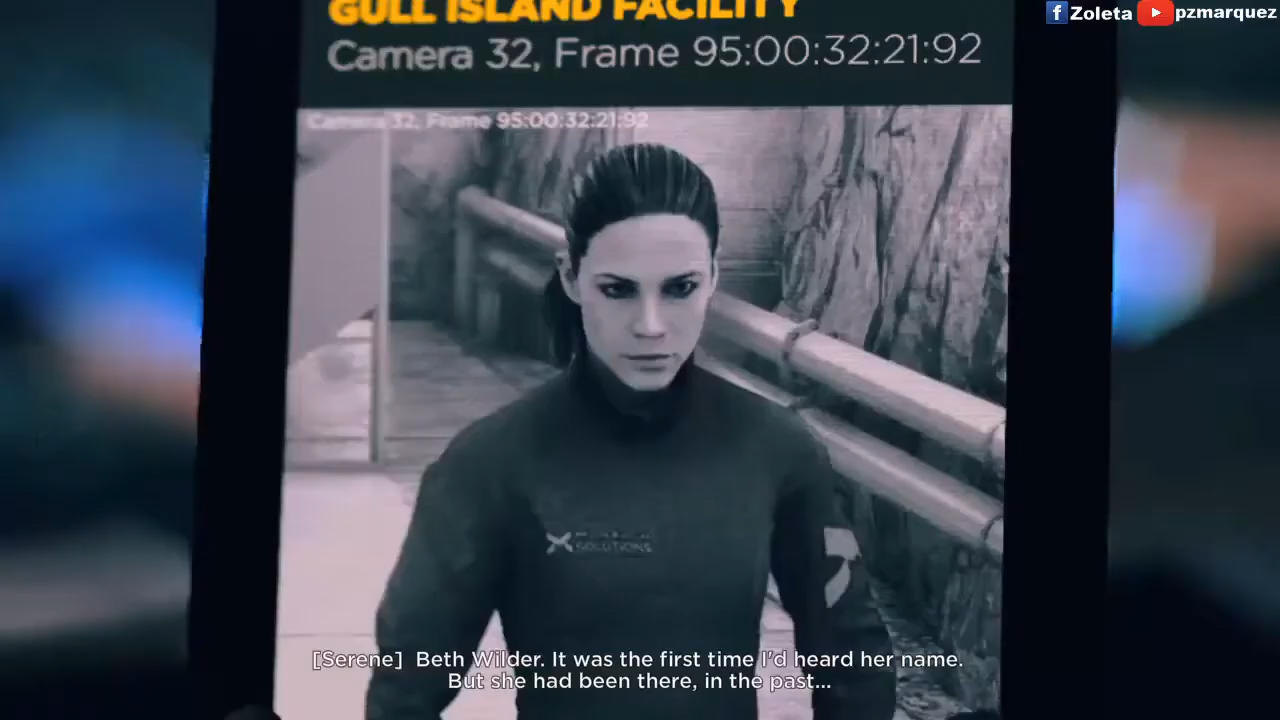 GULL ISLAND FACILITY
Camera 32, Frame 95:00:32:21:92
Camera 32, Frame 95:00:32:21:92
Zoleta
pzmarquez
SOLUTIONS
[Serene]  Beth Wilder. It was the first time I'd heard her name.
But she had been there, in the past...